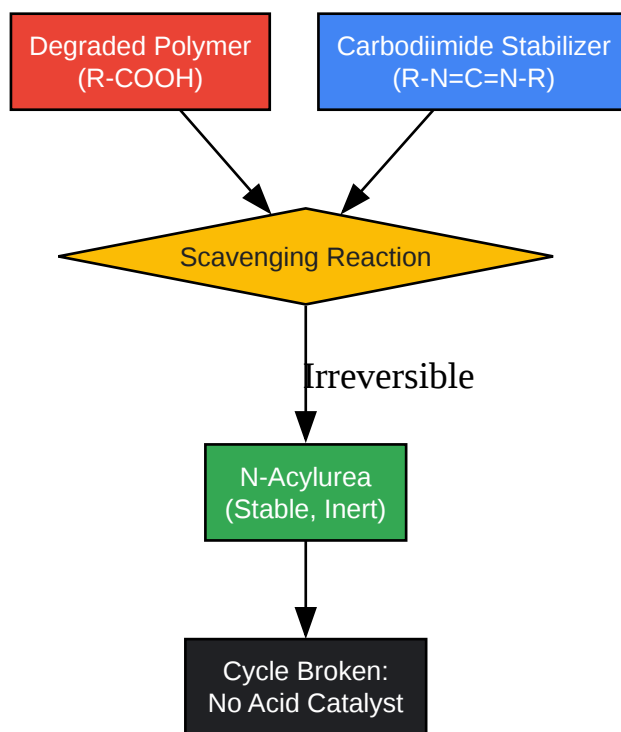 Degraded Polymer
(R-COOH)
Carbodiimide Stabilizer
(R-N=C=N-R)
Scavenging Reaction
Irreversible
N-Acylurea
(Stable, Inert)
Cycle Broken:
No Acid Catalyst